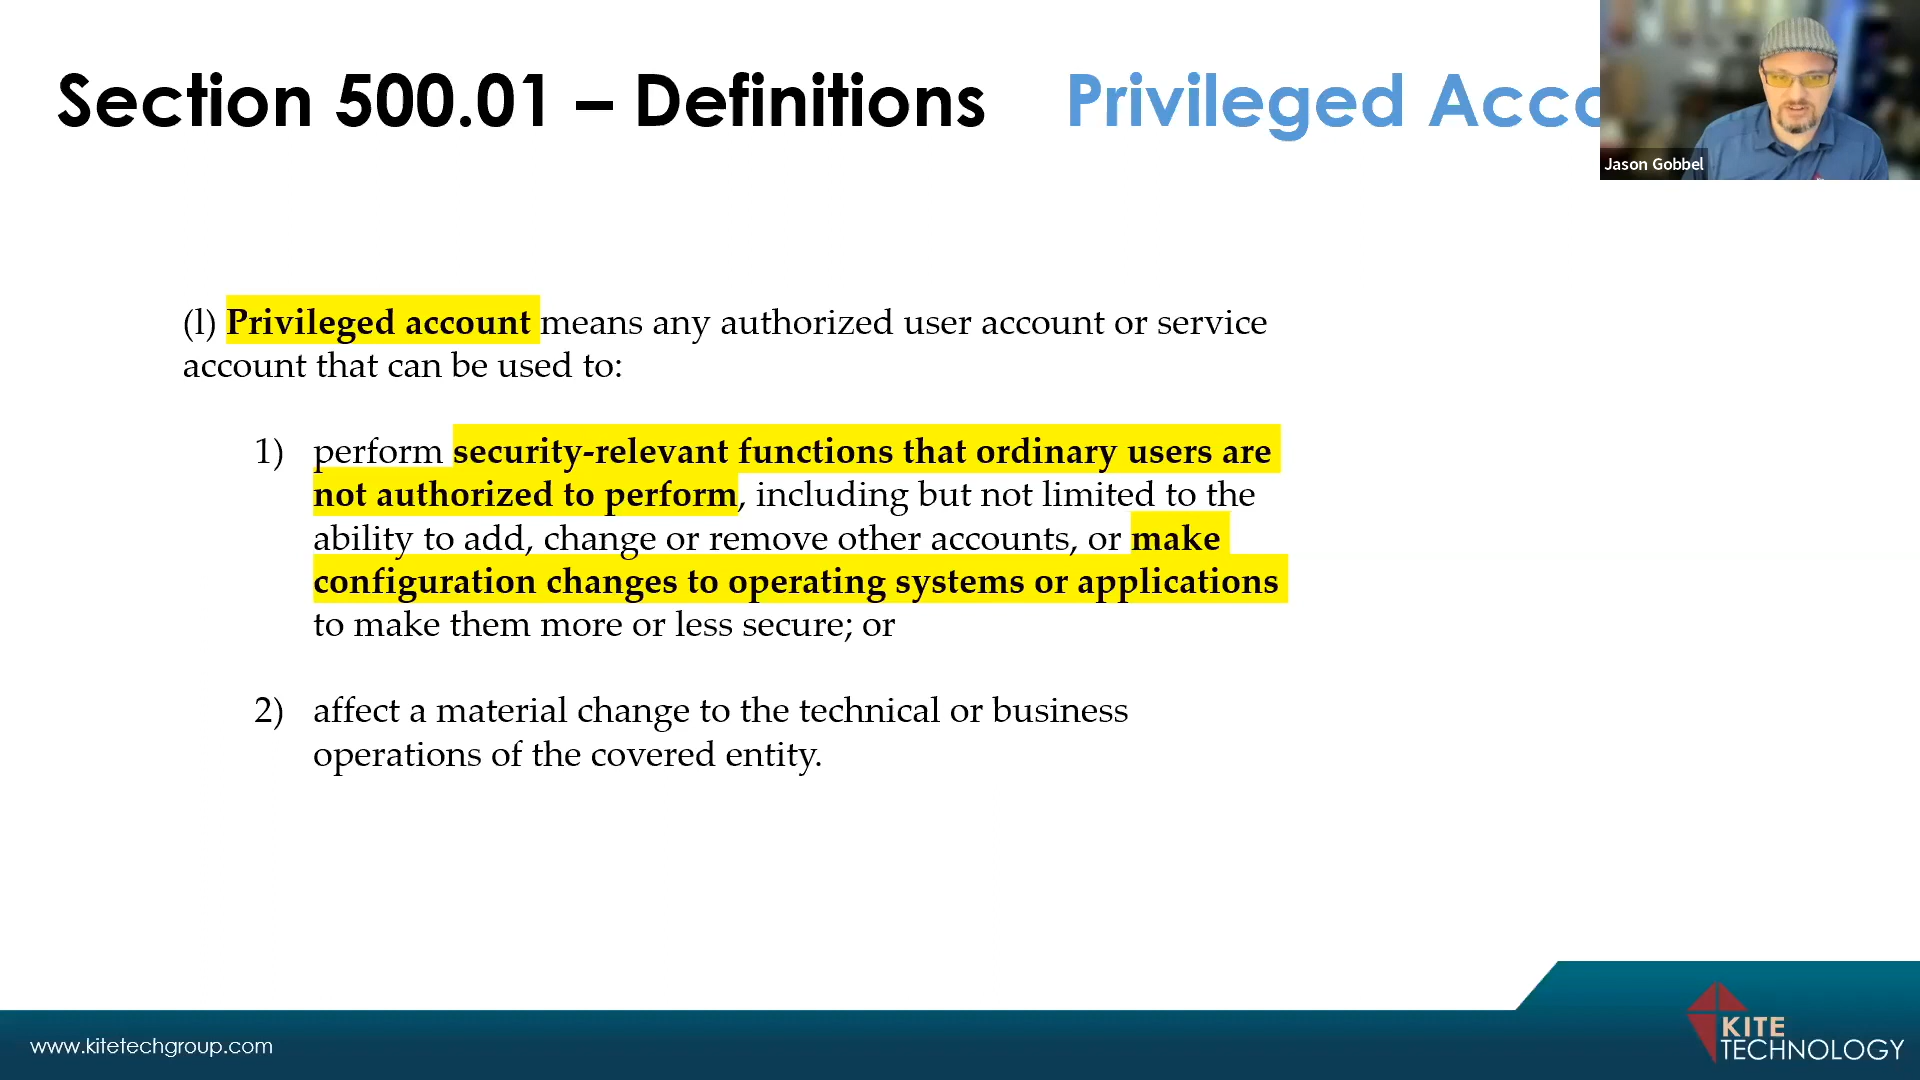 Section 500.01 – Definitions Privileged
Jason Gobbel
(l) Privileged account means any authorized user account or service
account that can be used to:
1) perform security-relevant functions that ordinary users are
not authorized to perform, including but not limited to the
ability to add, change or remove other accounts, or make
configuration changes to operating systems or applications
to make them more or less secure; or
2) affect a material change to the technical or business
operations of the covered entity.
www.kitetechgroup.com
KITE
TECHNOLOGY